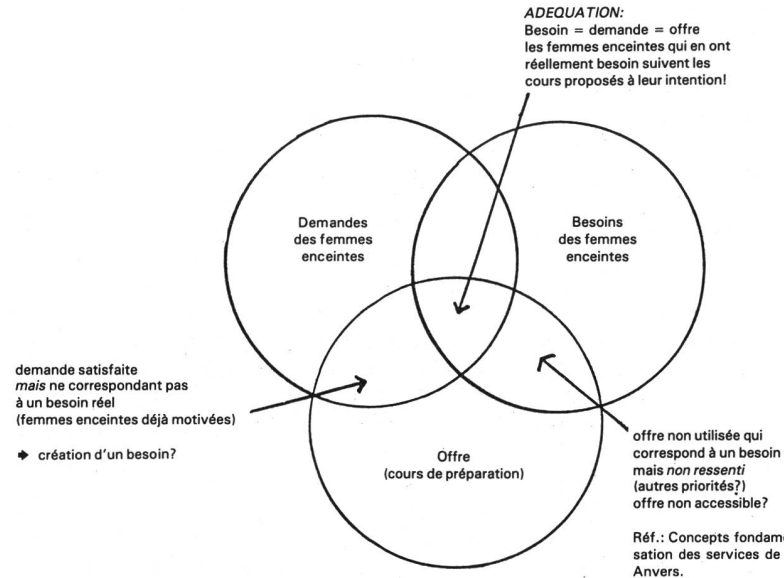 ADEQUATION:
Besoin = demande = offre
les femmes enceintes qui en ont
réellement besoin suivent les
cours proposés à leur intention!
Demandes
des femmes
enceintes
Besoins
des femmes
enceintes
demande satisfaite
mais ne correspondant pas
à un besoin réel
(femmes enceintes déjà motivées)
➧ création d'un besoin?
Offre
(cours de préparation)
offre non utilisée qui
correspond à un besoin
mais non ressenti
(autres priorités?)
offre non accessible?
Réf.: Concepts fondame
sation des services de
Anvers.